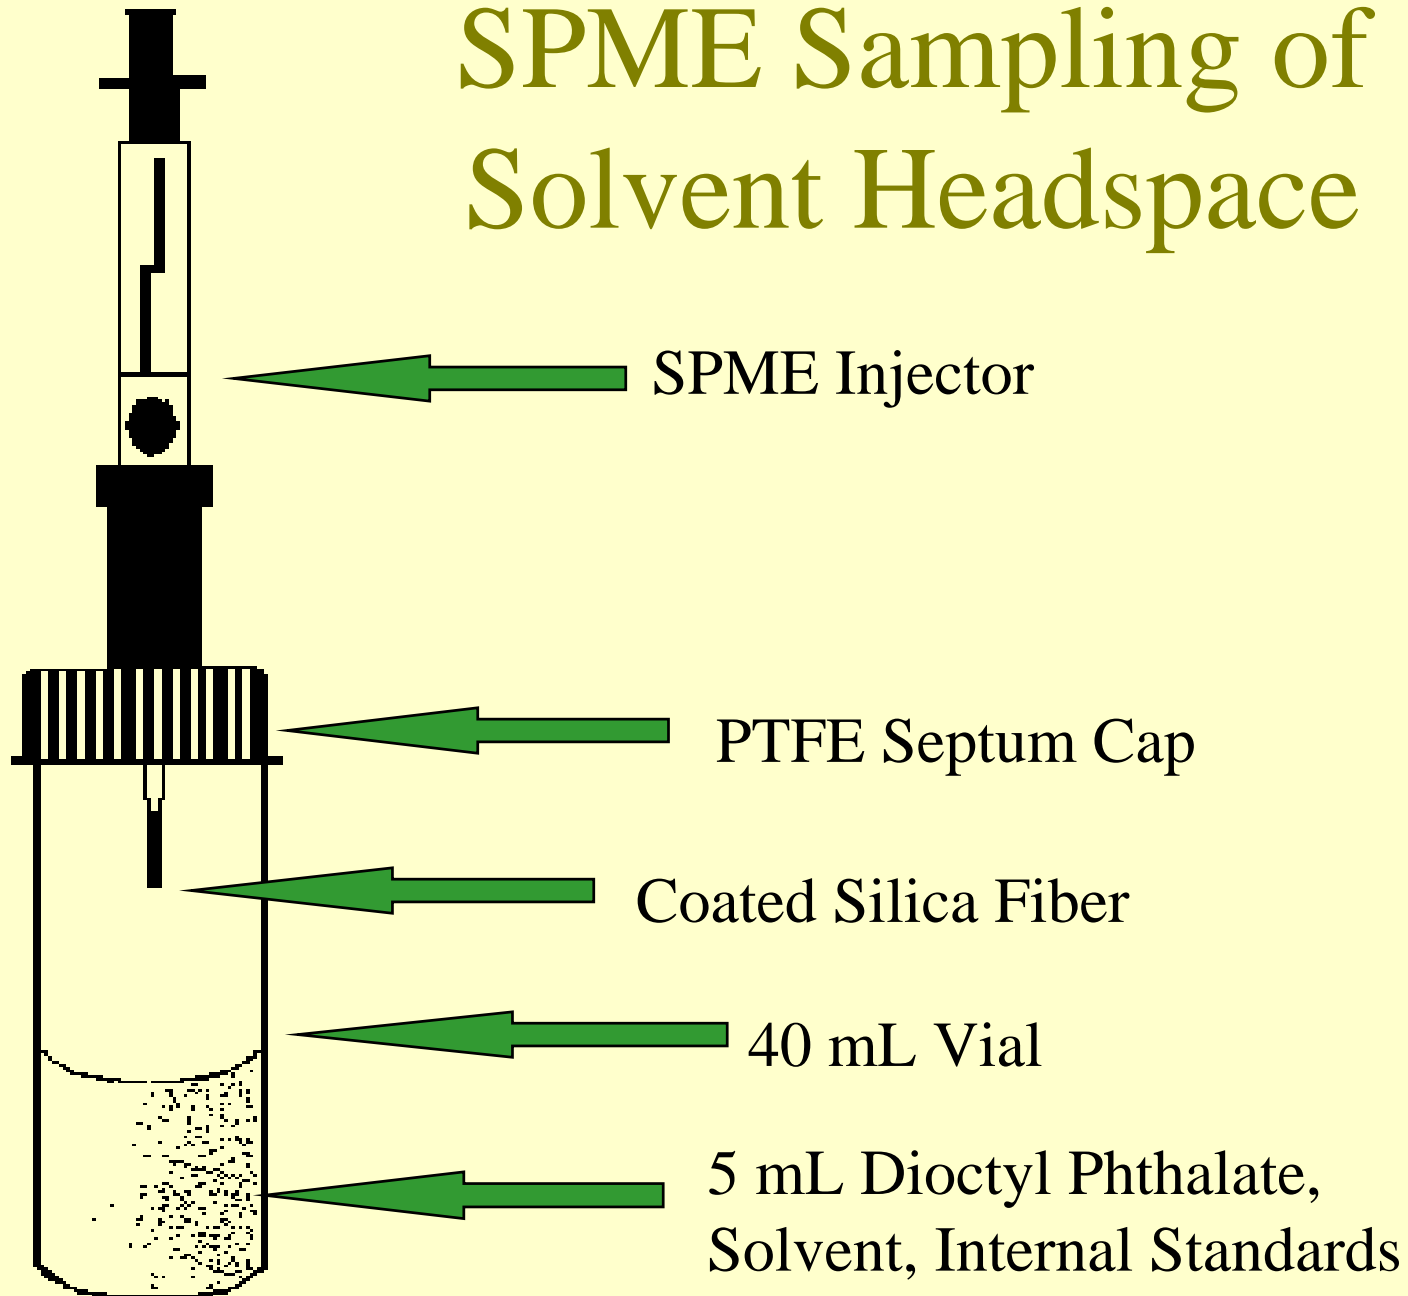 SPME Sampling of
Solvent Headspace
SPME Injector
PTFE Septum Cap
Coated Silica Fiber
40 mL Vial
5 mL Dioctyl Phthalate,
Solvent, Internal Standards